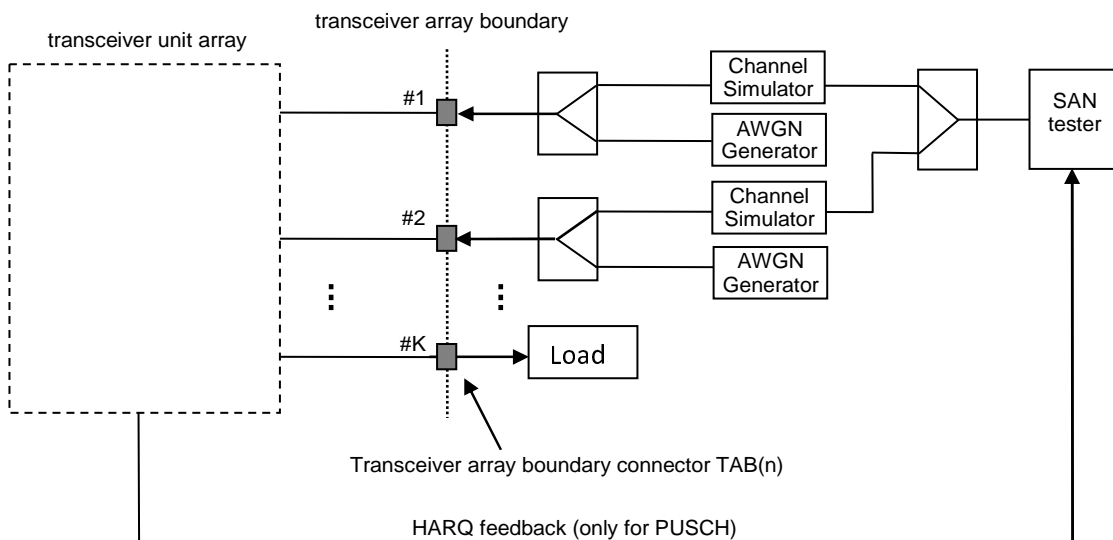 transceiver array boundary
transceiver unit array
#1
Channel
Simulator
AWGN
Generator
SAN
tester
#2
Channel
Simulator
AWGN
Generator
#K
Load
Transceiver array boundary connector TAB(n)
HARQ feedback (only for PUSCH)